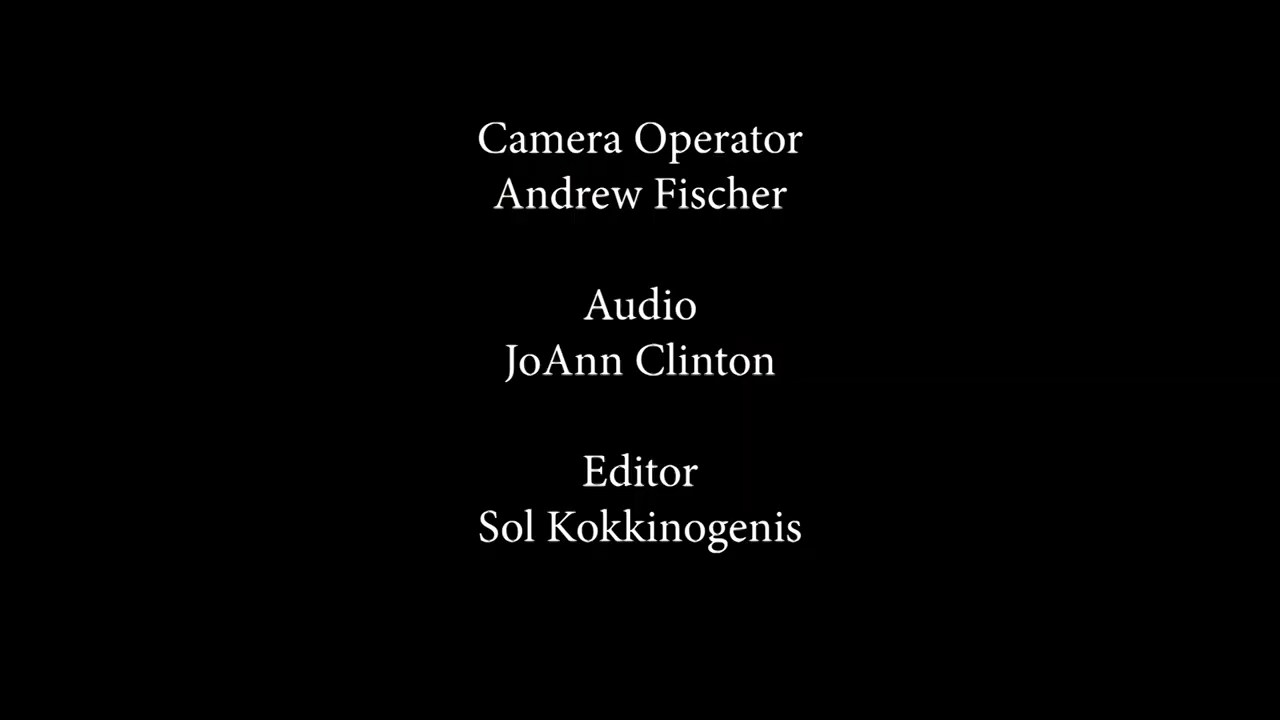 Camera Operator
Andrew Fischer
Audio
JoAnn Clinton
Editor
Sol Kokkinogenis